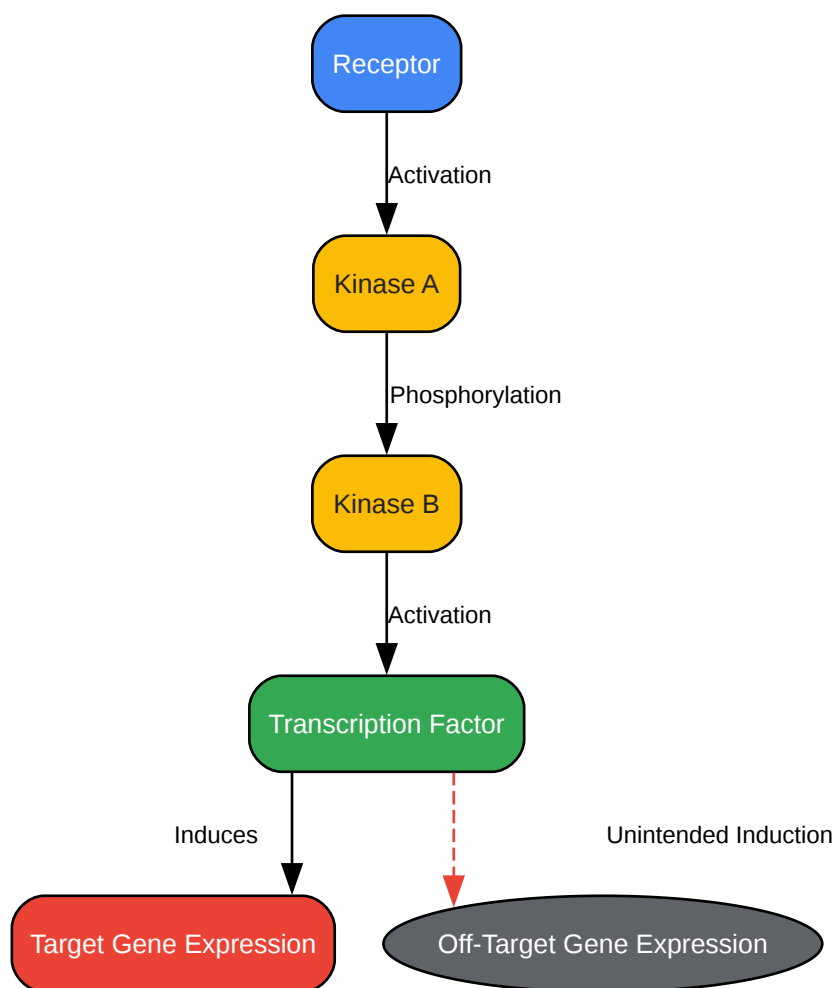 Receptor
Activation
Kinase A
Phosphorylation
Kinase B
Activation
Transcription Factor
Induces
Unintended Induction
Target Gene Expression
Off-Target Gene Expression